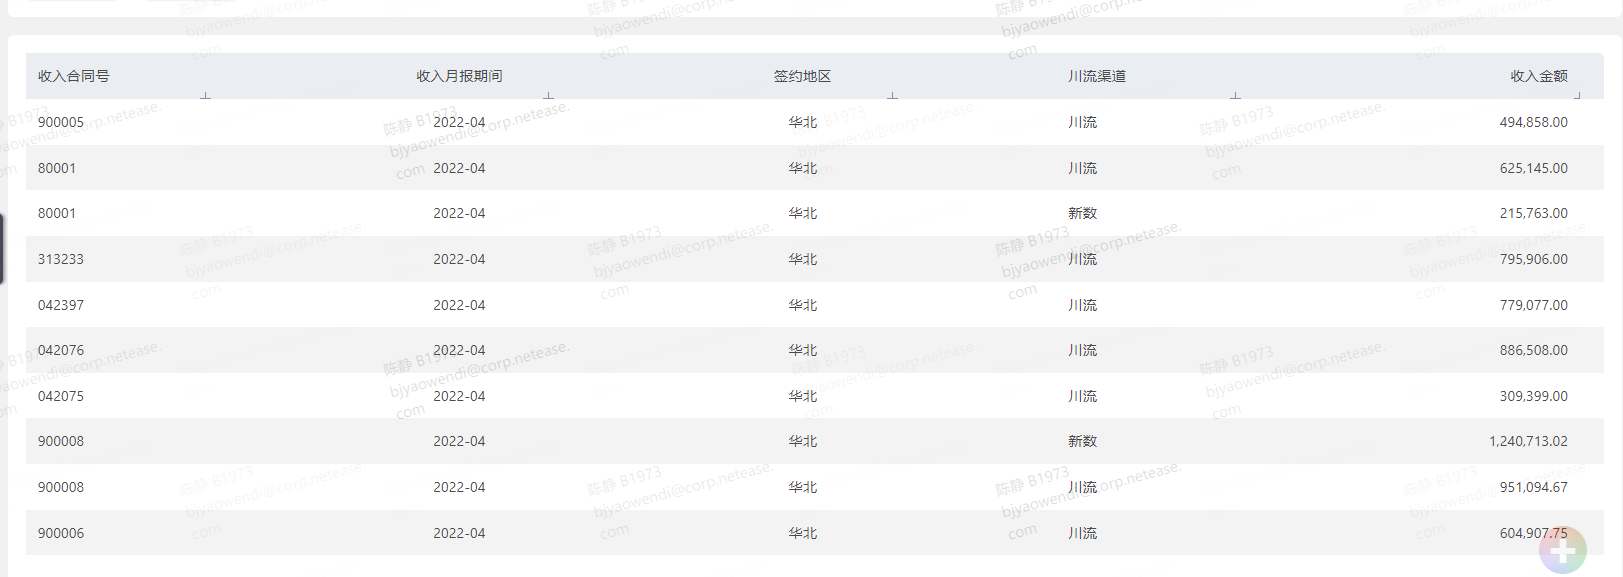 收入合同号 收入月报期间 签约地区 川流渠道 收入金额
900005 2022-04 华北 川流 494,858.00
80001 2022-04 华北 川流 625,145.00
80001 2022-04 华北 新数 215,763.00
313233 2022-04 华北 川流 795,906.00
042397 2022-04 华北 川流 779,077.00
042076 2022-04 华北 川流 886,508.00
042075 2022-04 华北 川流 309,399.00
900008 2022-04 华北 新数 1,240,713.02
900008 2022-04 华北 川流 951,094.67
900006 2022-04 华北 川流 604,907.75
陈静 B1973
bjyaowendi@corp.netease.
com